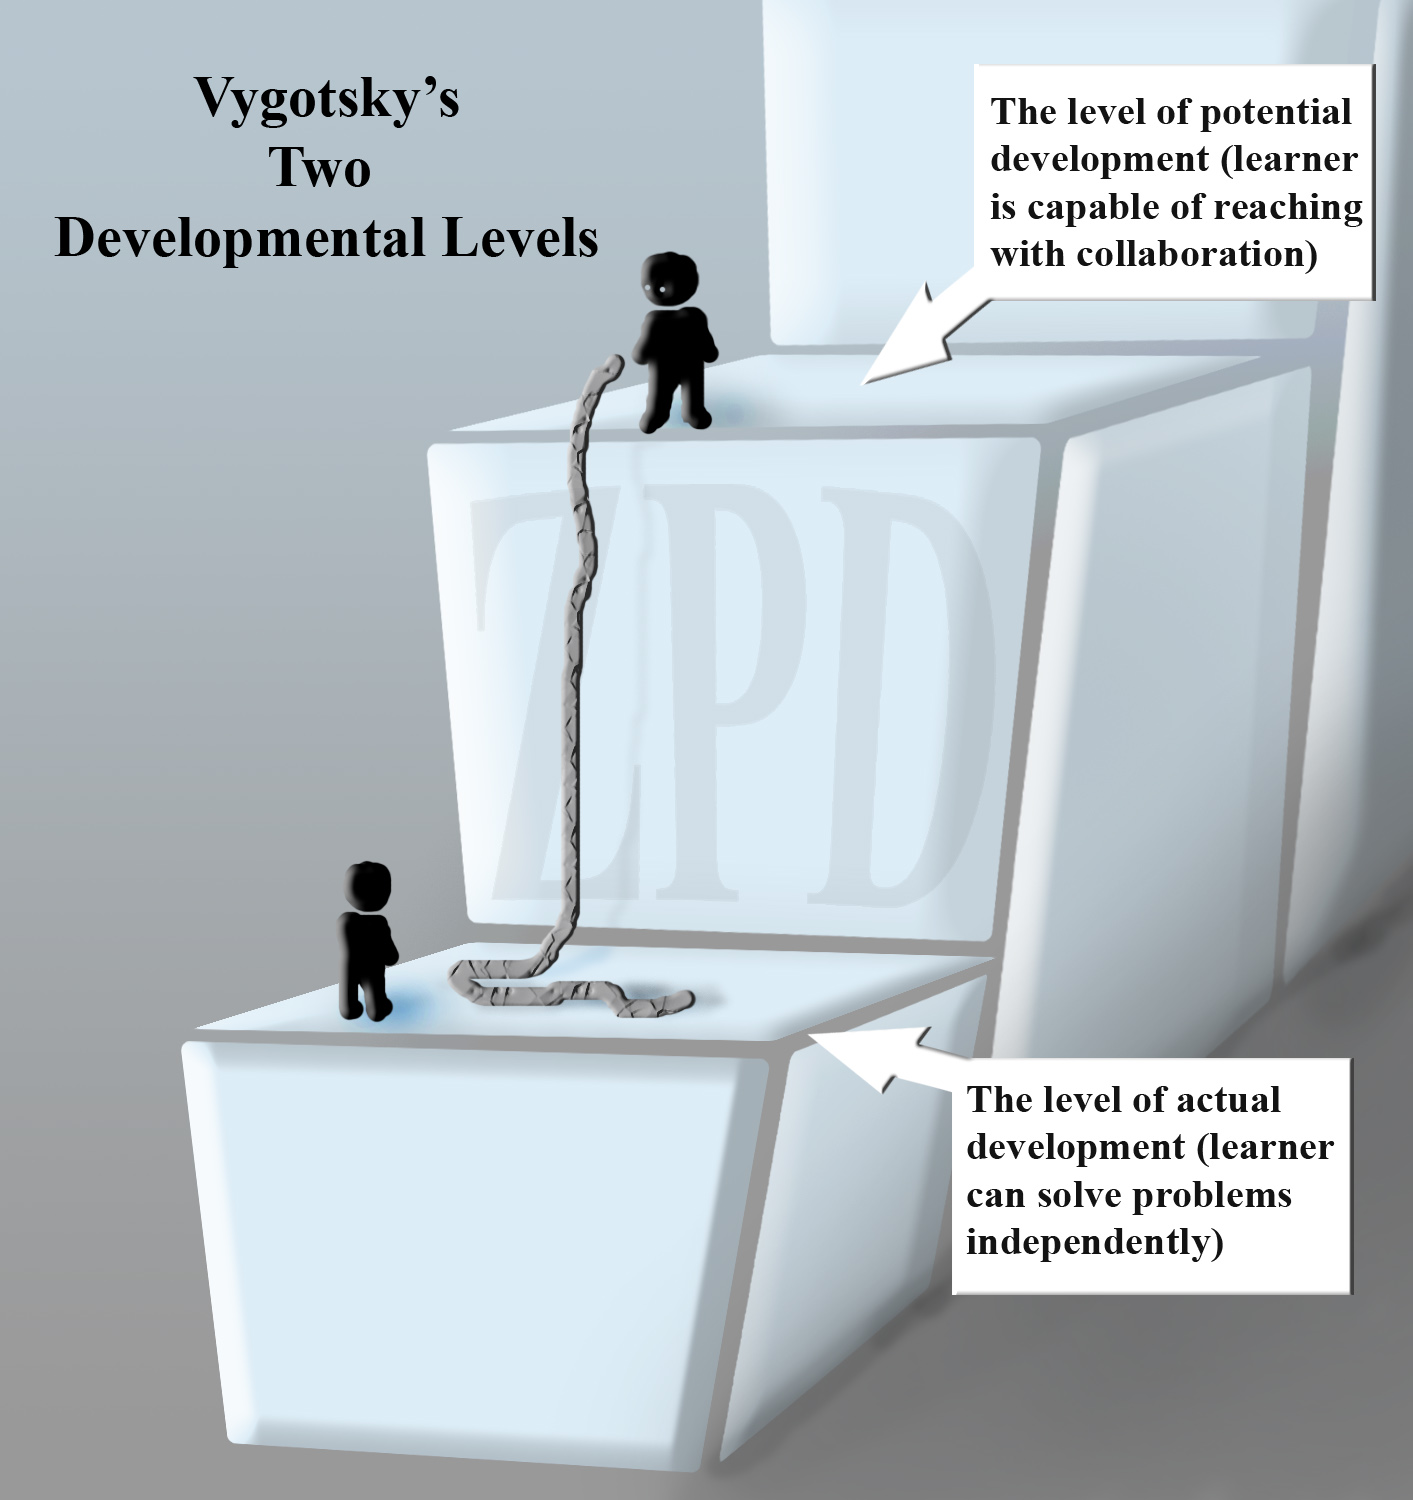 Vygotsky’s
Two
Developmental Levels
The level of potential
development (learner
is capable of reaching
with collaboration)
ZPD
The level of actual
development (learner
can solve problems
independently)